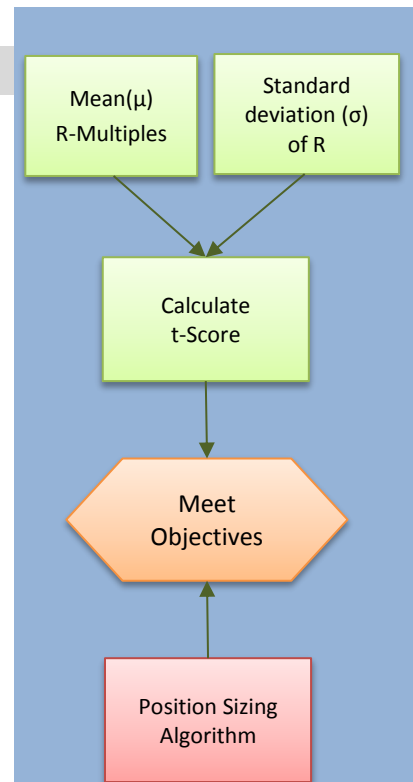 Mean(μ)
R-Multiples
Standard
deviation (σ)
of R
Calculate
t-Score
Meet
Objectives
Position Sizing
Algorithm